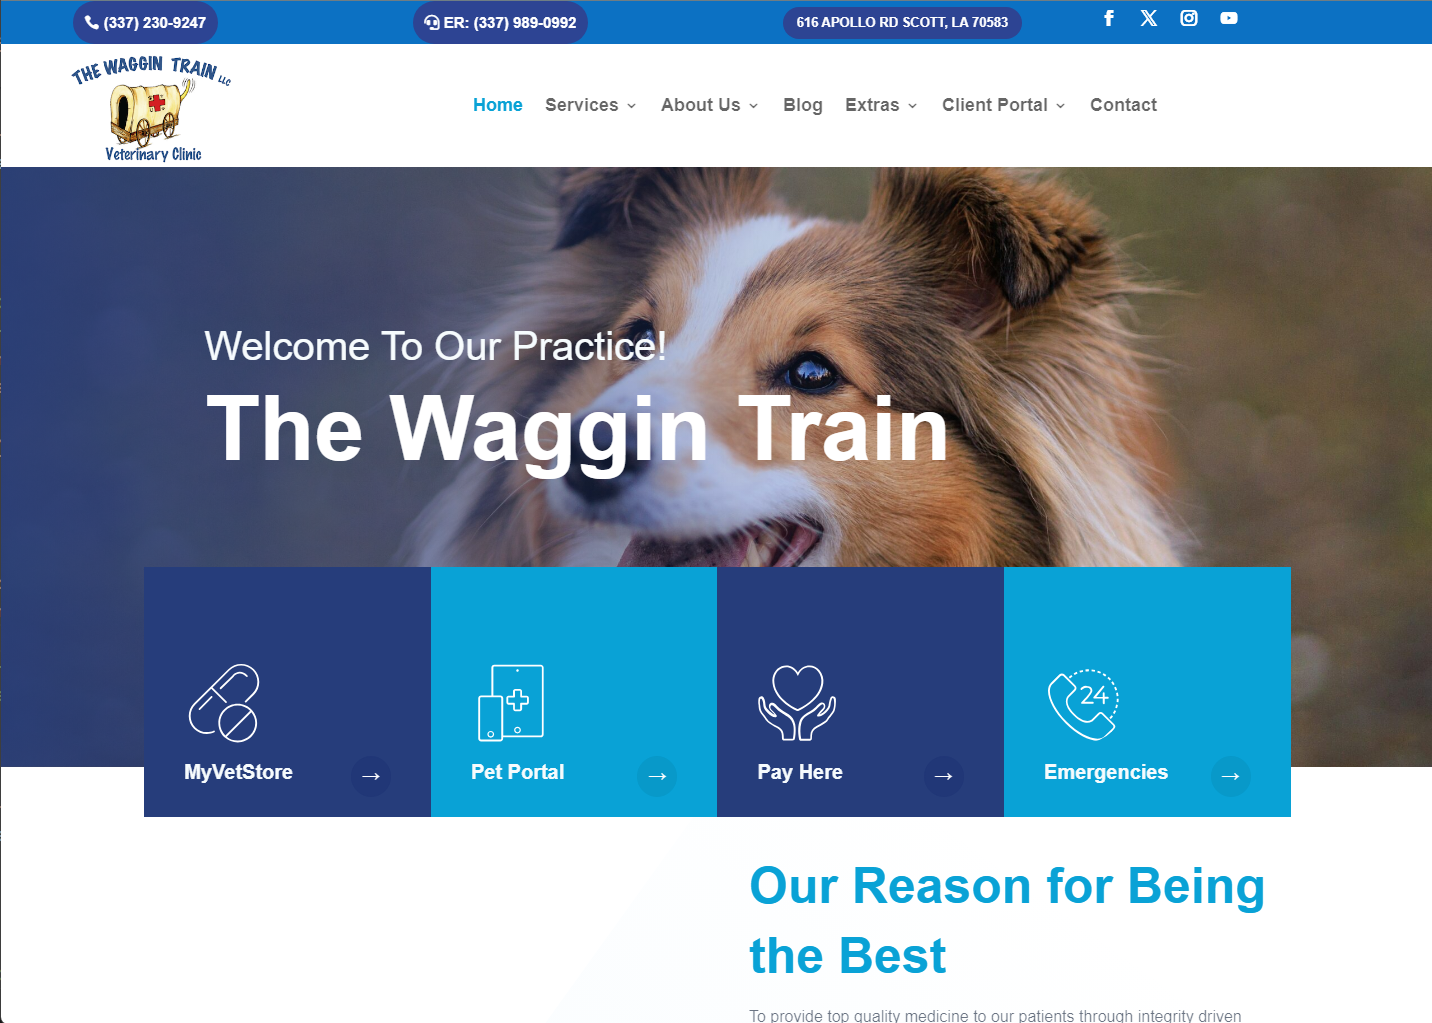 (337) 230-9247
ER: (337) 989-0992
616 APOLLO RD SCOTT, LA 70583
THE WAGGIN TRAIN LLC
Veterinary Clinic
Home Services About Us Blog Extras Client Portal Contact
Welcome To Our Practice!
The Waggin Train
24
MyVetStore →
Pet Portal →
Pay Here →
Emergencies →
Our Reason for Being
the Best
To provide top quality medicine to our patients through integrity driven